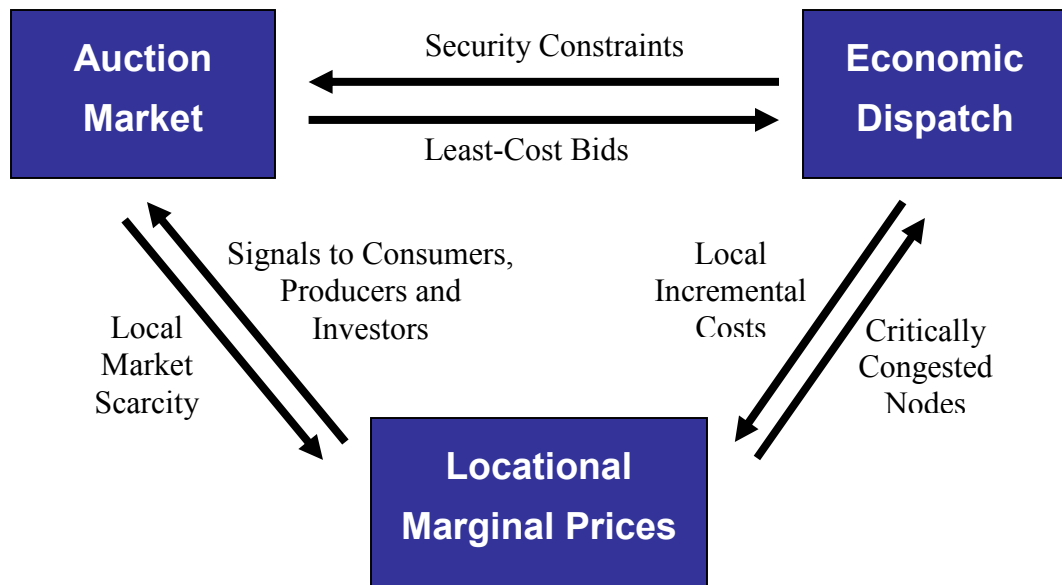 Auction
Market
Security Constraints
Least-Cost Bids
Economic
Dispatch
Signals to Consumers,
Producers and
Investors
Local
Market
Scarcity
Local
Incremental
Costs
Critically
Congested
Nodes
Locational
Marginal Prices